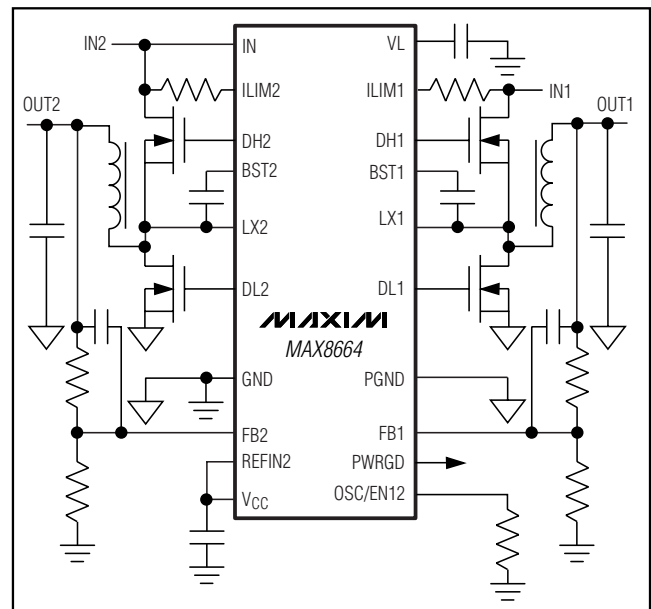 IN2
IN
VL
ILIM2
ILIM1
IN1
OUT2
OUT1
DH2
DH1
BST2
BST1
LX2
LX1
DL2
DL1
MAXIM
MAX8664
GND
PGND
FB2
FB1
REFIN2
PWRGD
VCC
OSC/EN12